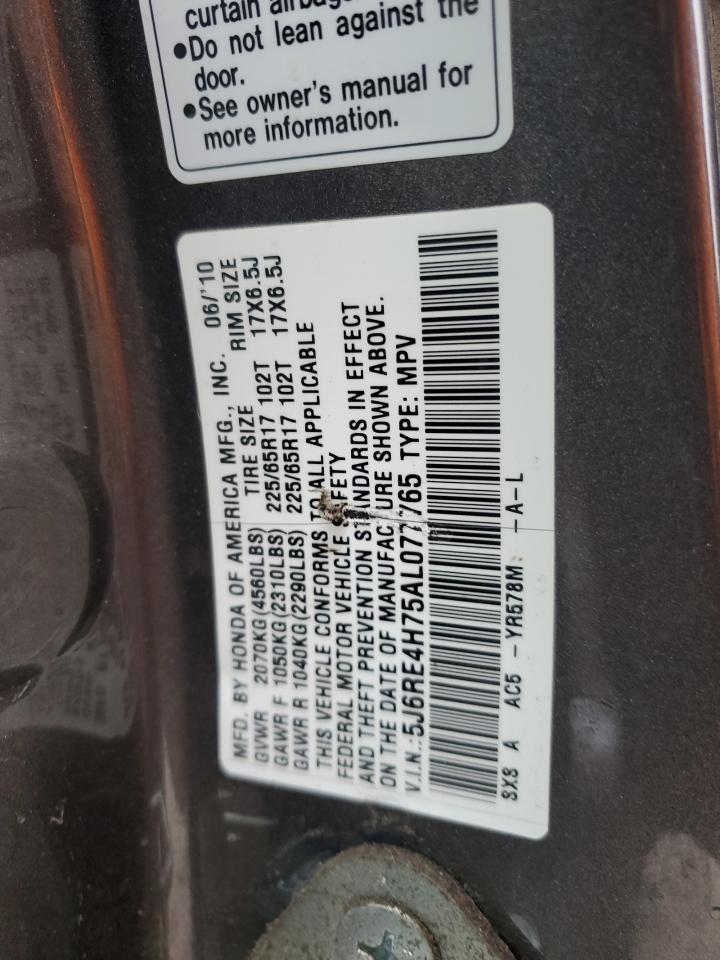 curtain airbags
•Do not lean against the
door.
•See owner's manual for
more information.
MFD. BY HONDA OF AMERICA MFG., INC. 06/'10
GVWR 2070KG(4560LBS) TIRE SIZE RIM SIZE
GAWR F 1050KG(2310LBS) 225/65R17 102T 17X6.5J
GAWR R 1040KG(2290LBS) 225/65R17 102T 17X6.5J
THIS VEHICLE CONFORMS TO ALL APPLICABLE
FEDERAL MOTOR VEHICLE SAFETY
AND THEFT PREVENTION STANDARDS IN EFFECT
ON THE DATE OF MANUFACTURE SHOWN ABOVE.
V.I.N.:5J6RE4H75AL077765 TYPE: MPV
SXS A AC5 -YR578M -A-L